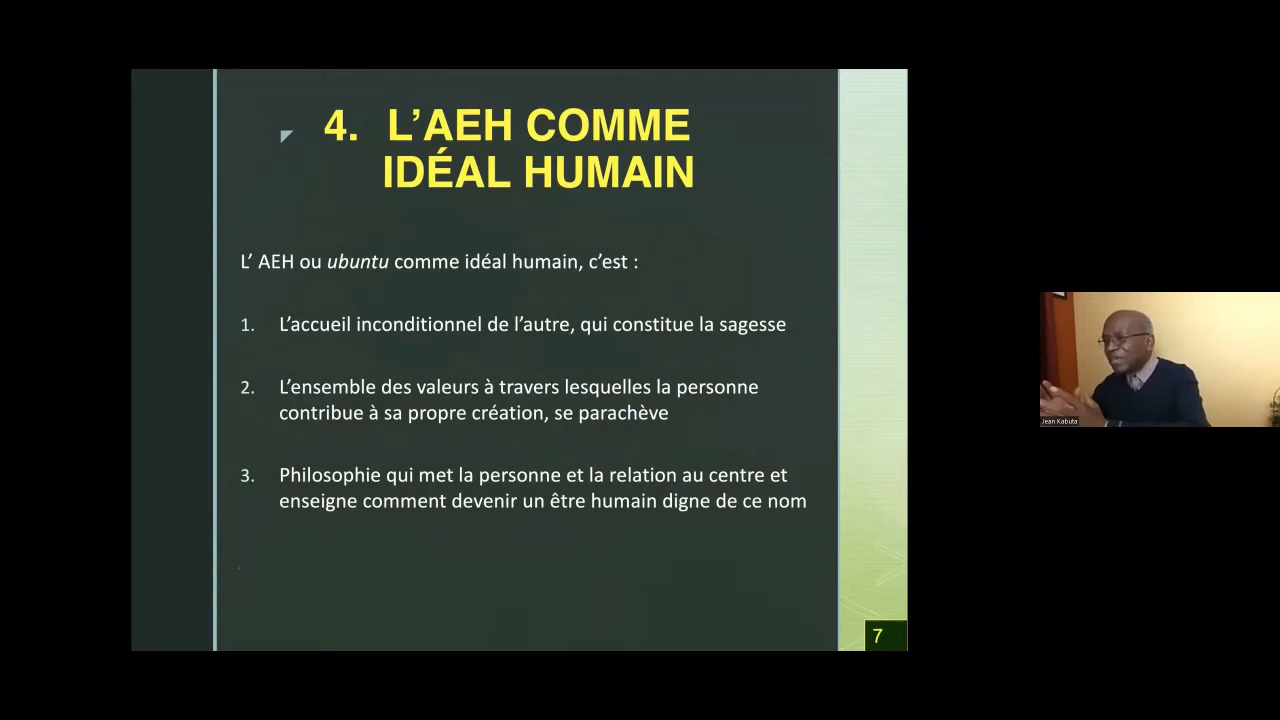 4. L’AEH COMME
IDÉAL HUMAIN
L’ AEH ou ubuntu comme idéal humain, c’est :
1. L’accueil inconditionnel de l’autre, qui constitue la sagesse
2. L’ensemble des valeurs à travers lesquelles la personne
contribue à sa propre création, se parachève
3. Philosophie qui met la personne et la relation au centre et
enseigne comment devenir un être humain digne de ce nom
7
Jean Kabuta